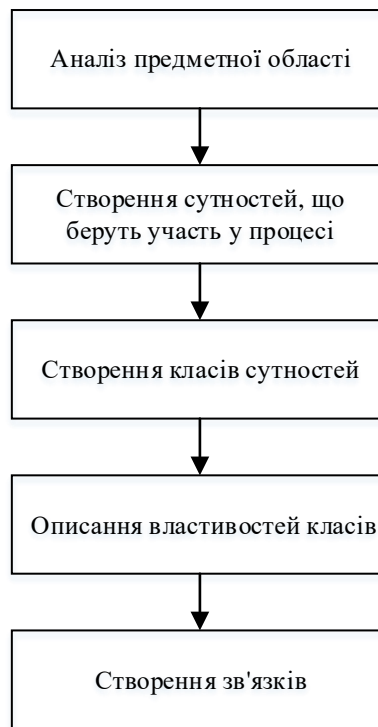 Аналіз предметної області
Створення сутностей, що
беруть участь у процесі
Створення класів сутностей
Описання властивостей класів
Створення зв'язків